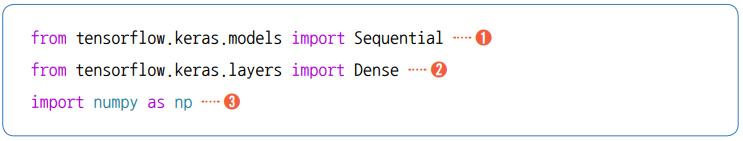 from tensorflow.keras.models import Sequential ····· ❶
from tensorflow.keras.layers import Dense ····· ❷
import numpy as np ····· ❸